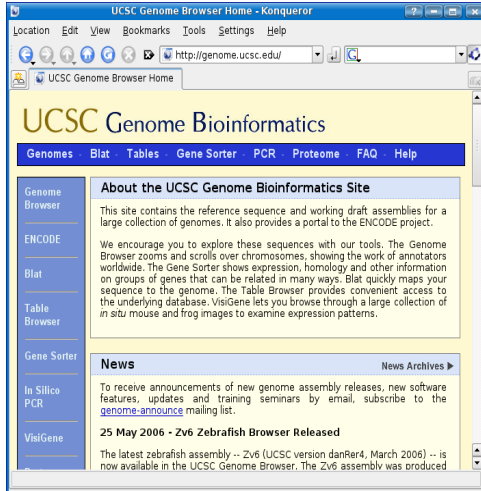 UCSC Genome Browser Home - Konqueror
Location Edit View Bookmarks Tools Settings Help
http://genome.ucsc.edu/
UCSC Genome Browser Home
UCSC Genome Bioinformatics
Genomes - Blat - Tables - Gene Sorter - PCR - Proteome - FAQ - Help
Genome
Browser
ENCODE
Blat
Table
Browser
Gene Sorter
In Silico
PCR
VisiGene
About the UCSC Genome Bioinformatics Site
This site contains the reference sequence and working draft assemblies for a
large collection of genomes. It also provides a portal to the ENCODE project.
We encourage you to explore these sequences with our tools. The Genome
Browser zooms and scrolls over chromosomes, showing the work of annotators
worldwide. The Gene Sorter shows expression, homology and other information
on groups of genes that can be related in many ways. Blat quickly maps your
sequence to the genome. The Table Browser provides convenient access to
the underlying database. VisiGene lets you browse through a large collection of
in situ mouse and frog images to examine expression patterns.
News
News Archives ▶
To receive announcements of new genome assembly releases, new software
features, updates and training seminars by email, subscribe to the
genome-announce mailing list.
25 May 2006 - Zv6 Zebrafish Browser Released
The latest zebrafish assembly -- Zv6 (UCSC version danRer4, March 2006) -- is
now available in the UCSC Genome Browser. The Zv6 assembly was produced